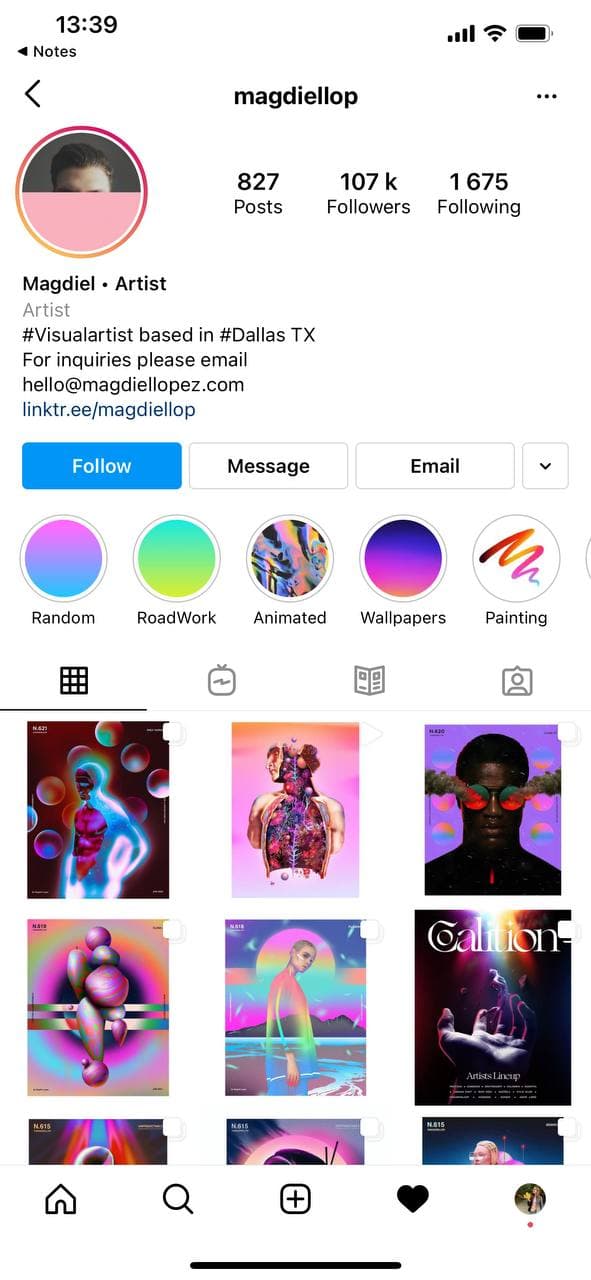 13:39
◀ Notes
magdiellop
827
Posts
107 k
Followers
1 675
Following
Magdiel • Artist
Artist
#Visualartist based in #Dallas TX
For inquiries please email
hello@magdiellopez.com
linktr.ee/magdiellop
Follow
Message
Email
Random
RoadWork
Animated
Wallpapers
Painting
N.621
N.620
N.619
N.618
Coalition
Artists Lineup
N.615
N.615
N.615